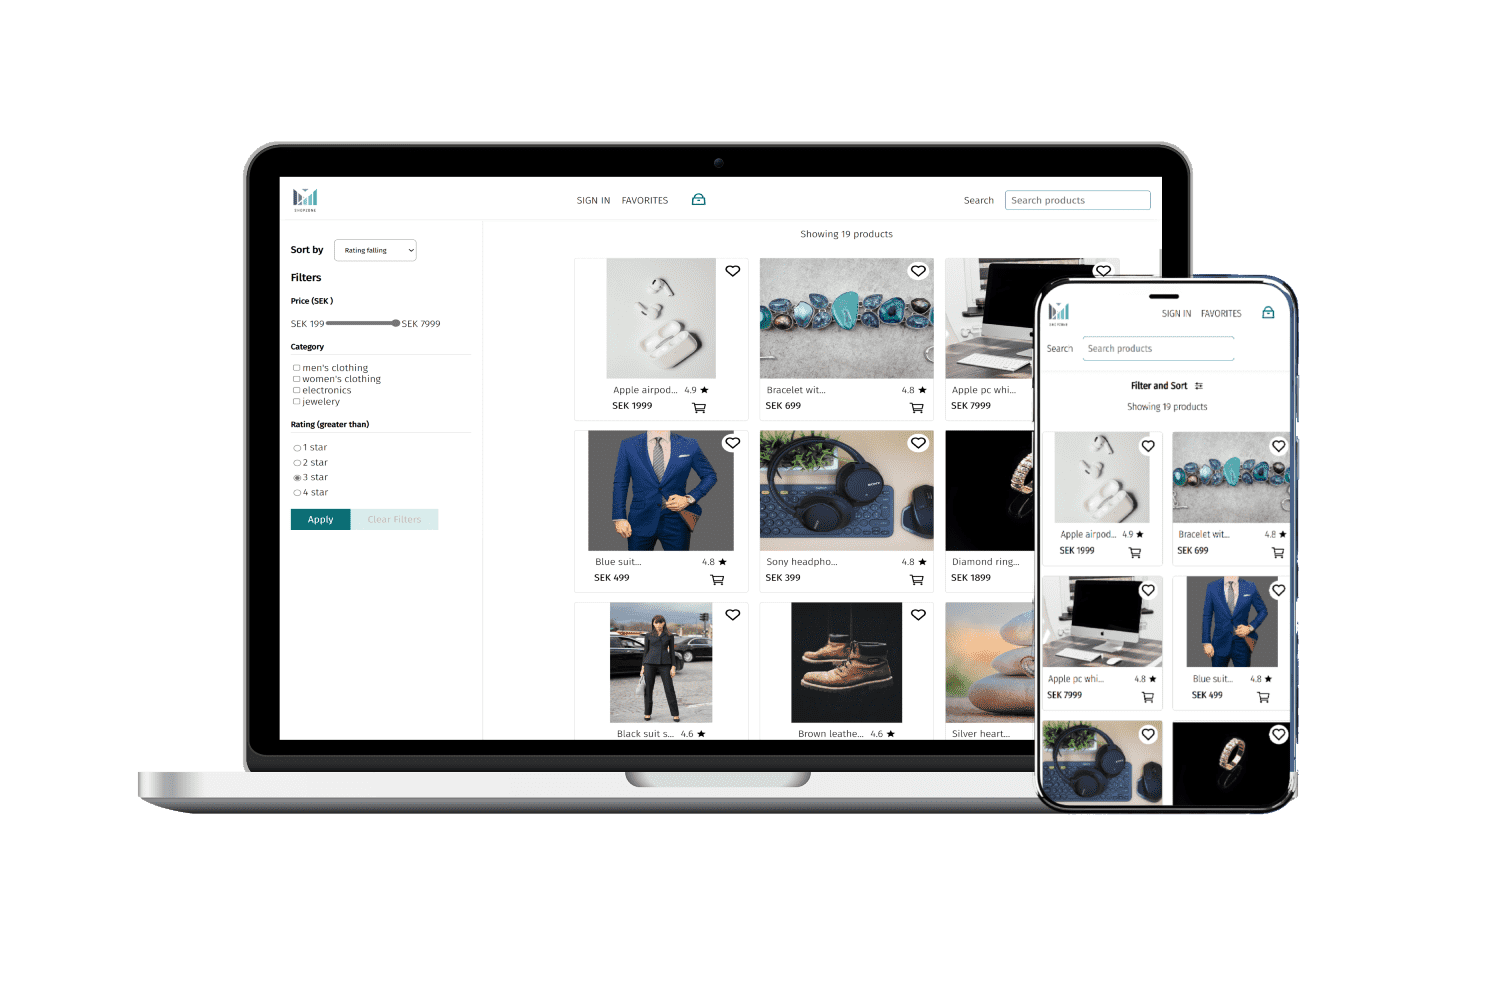 SHOPZONE
SIGN IN FAVORITES
Search Search products
Showing 19 products
Sort by Rating falling
Filters
Price (SEK )
SEK 199 SEK 7999
Category
men's clothing
women's clothing
electronics
jewelery
Rating (greater than)
1 star
2 star
3 star
4 star
Apply Clear Filters
Apple airpod... 4.9
SEK 1999
Bracelet wit... 4.8
SEK 699
Apple pc whi...
SEK 7999
Blue suit... 4.8
SEK 499
Sony headpho... 4.8
SEK 399
Diamond ring...
SEK 1899
Black suit s... 4.6
Brown leathe... 4.6
Silver heart...
SIGN IN FAVORITES
Search Search products
Filter and Sort
Showing 19 products
Apple airpod... 4.9
SEK 1999
Bracelet wit... 4.8
SEK 699
Apple pc whi... 4.8
SEK 7999
Blue suit... 4.8
SEK 499